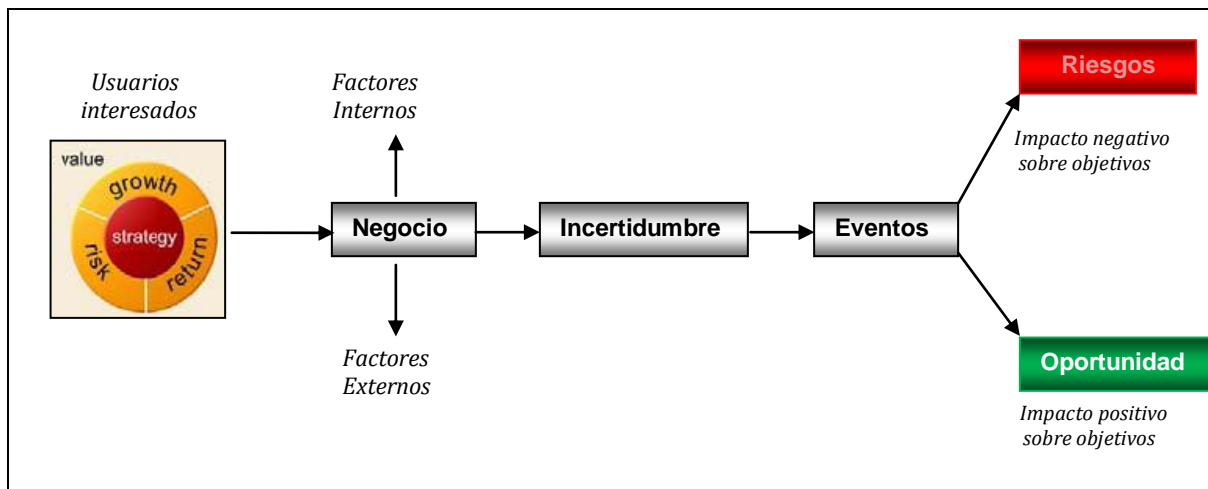 Usuarios
interesados
value
growth
strategy
risk
return
Factores
Internos
Negocio
Factores
Externos
Incertidumbre
Eventos
Riesgos
Impacto negativo
sobre objetivos
Oportunidad
Impacto positivo
sobre objetivos